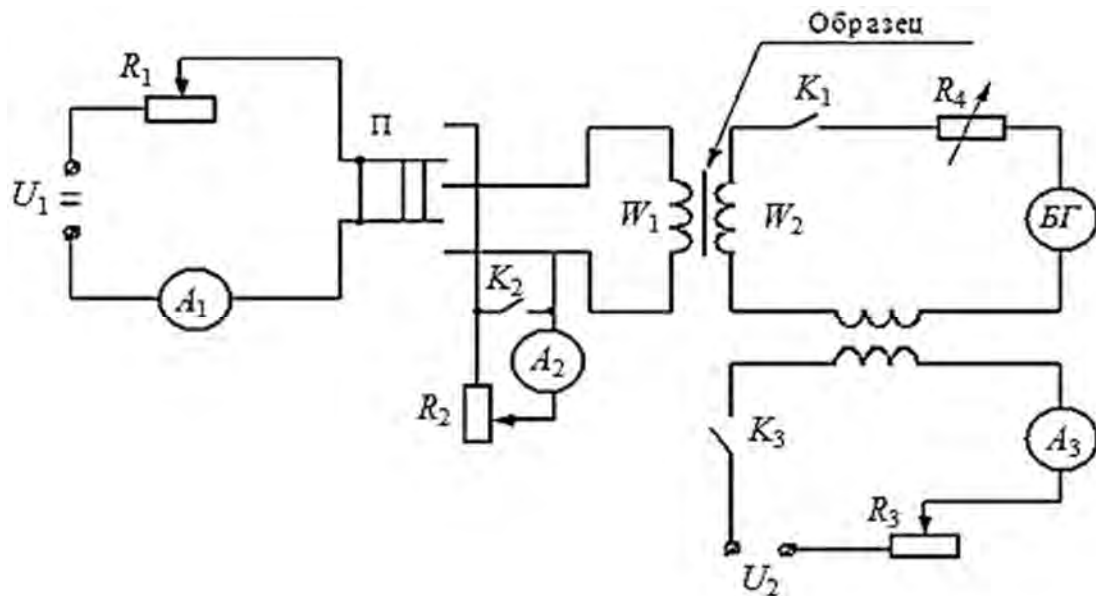 Образец
R₁
K₁
R₄
П
U₁
W₁
W₂
БГ
K₂
A₁
A₂
R₂
K₃
A₃
R₃
U₂